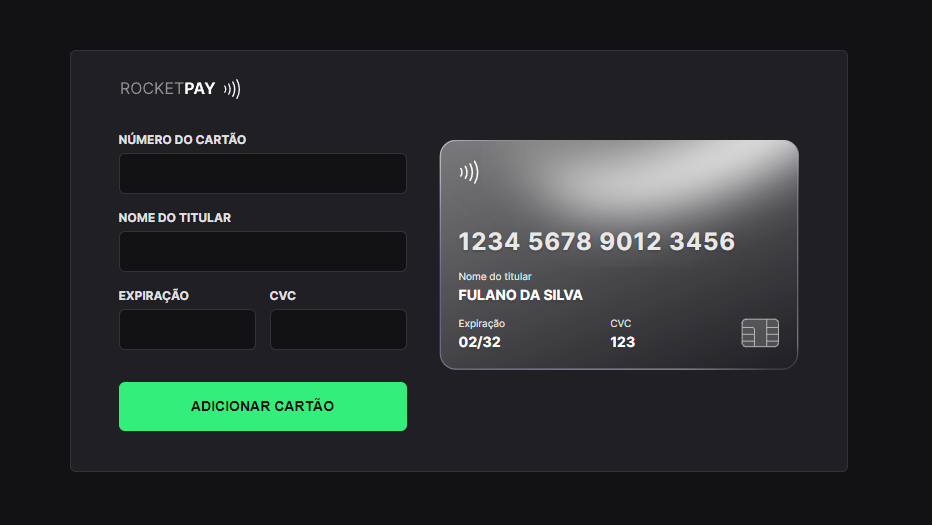 ROCKETPAY
NÚMERO DO CARTÃO
NOME DO TITULAR
EXPIRAÇÃO CVC
ADICIONAR CARTÃO
1234 5678 9012 3456
Nome do titular
FULANO DA SILVA
Expiração CVC
02/32 123